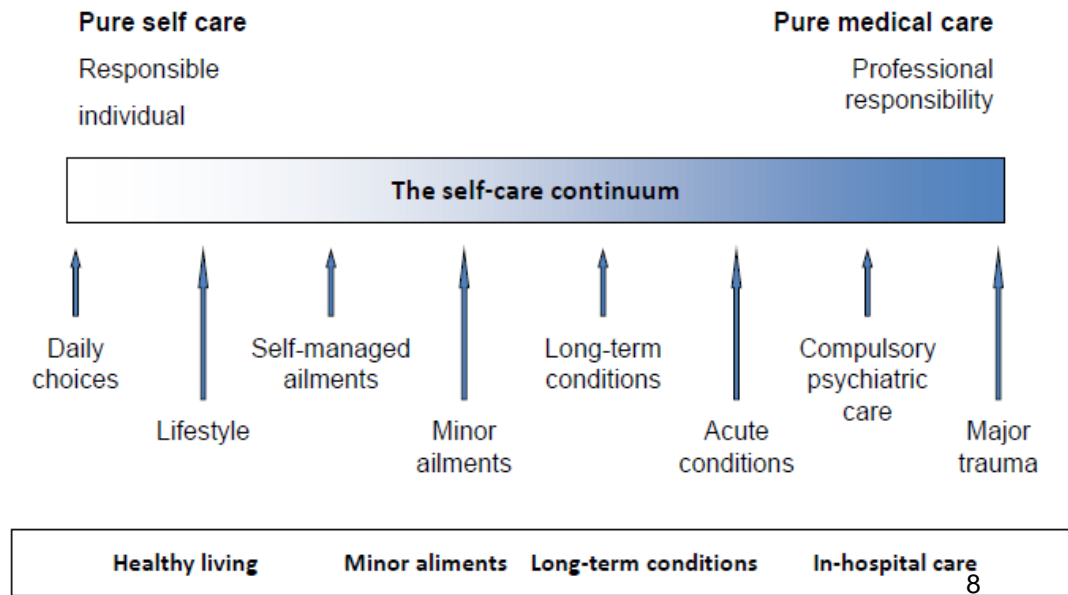 Pure self care
Pure medical care
Responsible
individual
Professional
responsibility
The self-care continuum
Daily
choices
Lifestyle
Self-managed
ailments
Minor
ailments
Long-term
conditions
Acute
conditions
Compulsory
psychiatric
care
Major
trauma
Healthy living
Minor aliments
Long-term conditions
In-hospital care
8